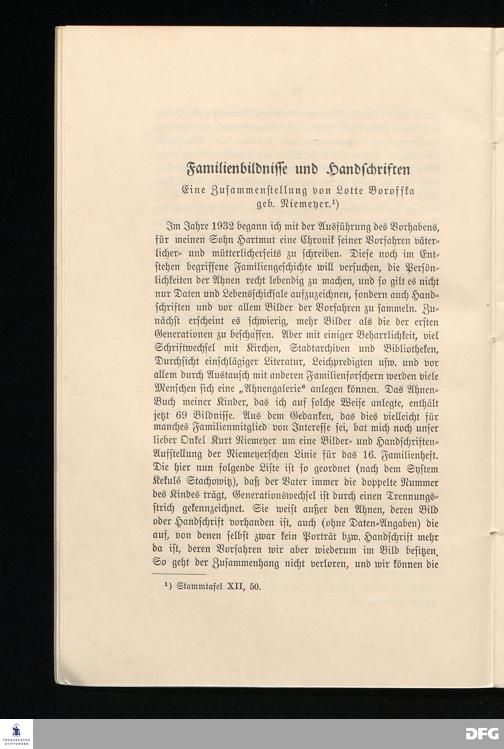 Familienbildnisse und Handschriften
Eine Zusammenstellung von Lotte Boroffka
geb. Niemeyer.¹)
Im Jahre 1932 begann ich mit der Ausführung des Vorhabens,
für meinen Sohn Hartmut eine Chronik seiner Vorfahren väter-
licher- und mütterlicherseits zu schreiben. Diese noch im Ent-
stehen begriffene Familiengeschichte will versuchen, die Persön-
lichkeiten der Ahnen recht lebendig zu machen, und so gilt es nicht
nur Daten und Lebensschicksale aufzuzeichnen, sondern auch Hand-
schriften und vor allem Bilder der Vorfahren zu sammeln. Zu-
nächst erscheint es schwierig, mehr Bilder als die der ersten
Generationen zu beschaffen. Aber mit einiger Beharrlichkeit, viel
Schriftwechsel mit Kirchen, Stadtarchiven und Bibliotheken,
Durchsicht einschlägiger Literatur, Leichpredigten usw. und vor
allem durch Austausch mit anderen Familienforschern werden viele
Menschen sich eine „Ahnengalerie“ anlegen können. Das Ahnen-
Buch meiner Kinder, das ich auf solche Weise anlegte, enthält
jetzt 69 Bildnisse. Aus dem Gedanken, das dies vielleicht für
manches Familienmitglied von Interesse sei, bat mich noch unser
lieber Onkel Kurt Niemeyer um eine Bilder- und Handschriften-
Aufstellung der Niemeyerschen Linie für das 16. Familienheft.
Die hier nun folgende Liste ist so geordnet (nach dem System
Kekulé Stachowitz), daß der Vater immer die doppelte Nummer
des Kindes trägt, Generationswechsel ist durch einen Trennungs-
strich gekennzeichnet. Sie weist außer den Ahnen, deren Bild
oder Handschrift vorhanden ist, auch (ohne Daten-Angaben) die
auf, von denen selbst zwar kein Porträt bzw. Handschrift mehr
da ist, deren Vorfahren wir aber wiederum im Bild besitzen.
So geht der Zusammenhang nicht verloren, und wir können die
¹) Stammtafel XII, 50.
FRANCKESCHE
STIFTUNGEN
DFG